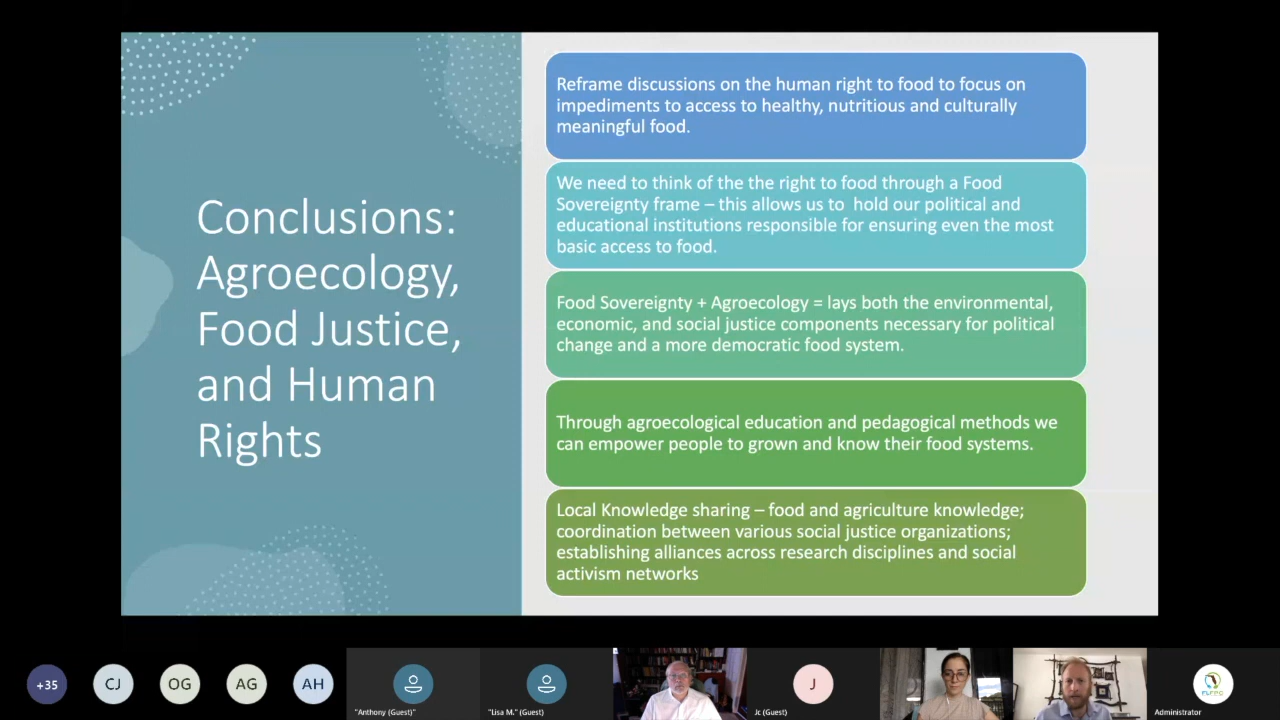 Conclusions:
Agroecology,
Food Justice,
and Human
Rights
Reframe discussions on the human right to food to focus on
impediments to access to healthy, nutritious and culturally
meaningful food.
We need to think of the the right to food through a Food
Sovereignty frame – this allows us to  hold our political and
educational institutions responsible for ensuring even the most
basic access to food.
Food Sovereignty + Agroecology = lays both the environmental,
economic, and social justice components necessary for political
change and a more democratic food system.
Through agroecological education and pedagogical methods we
can empower people to grown and know their food systems.
Local Knowledge sharing – food and agriculture knowledge;
coordination between various social justice organizations;
establishing alliances across research disciplines and social
activism networks
+35
CJ
OG
AG
AH
"Anthony (Guest)"
"Lisa M." (Guest)
J
Jc (Guest)
Administrator